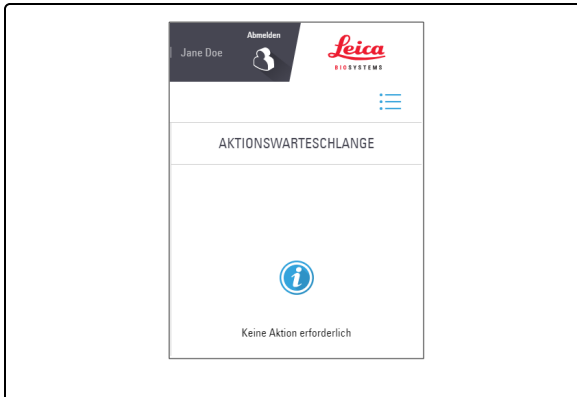 Abmelden
Jane Doe
Leica
BIOSYSTEMS
AKTIONSWARTESCHLANGE
Keine Aktion erforderlich